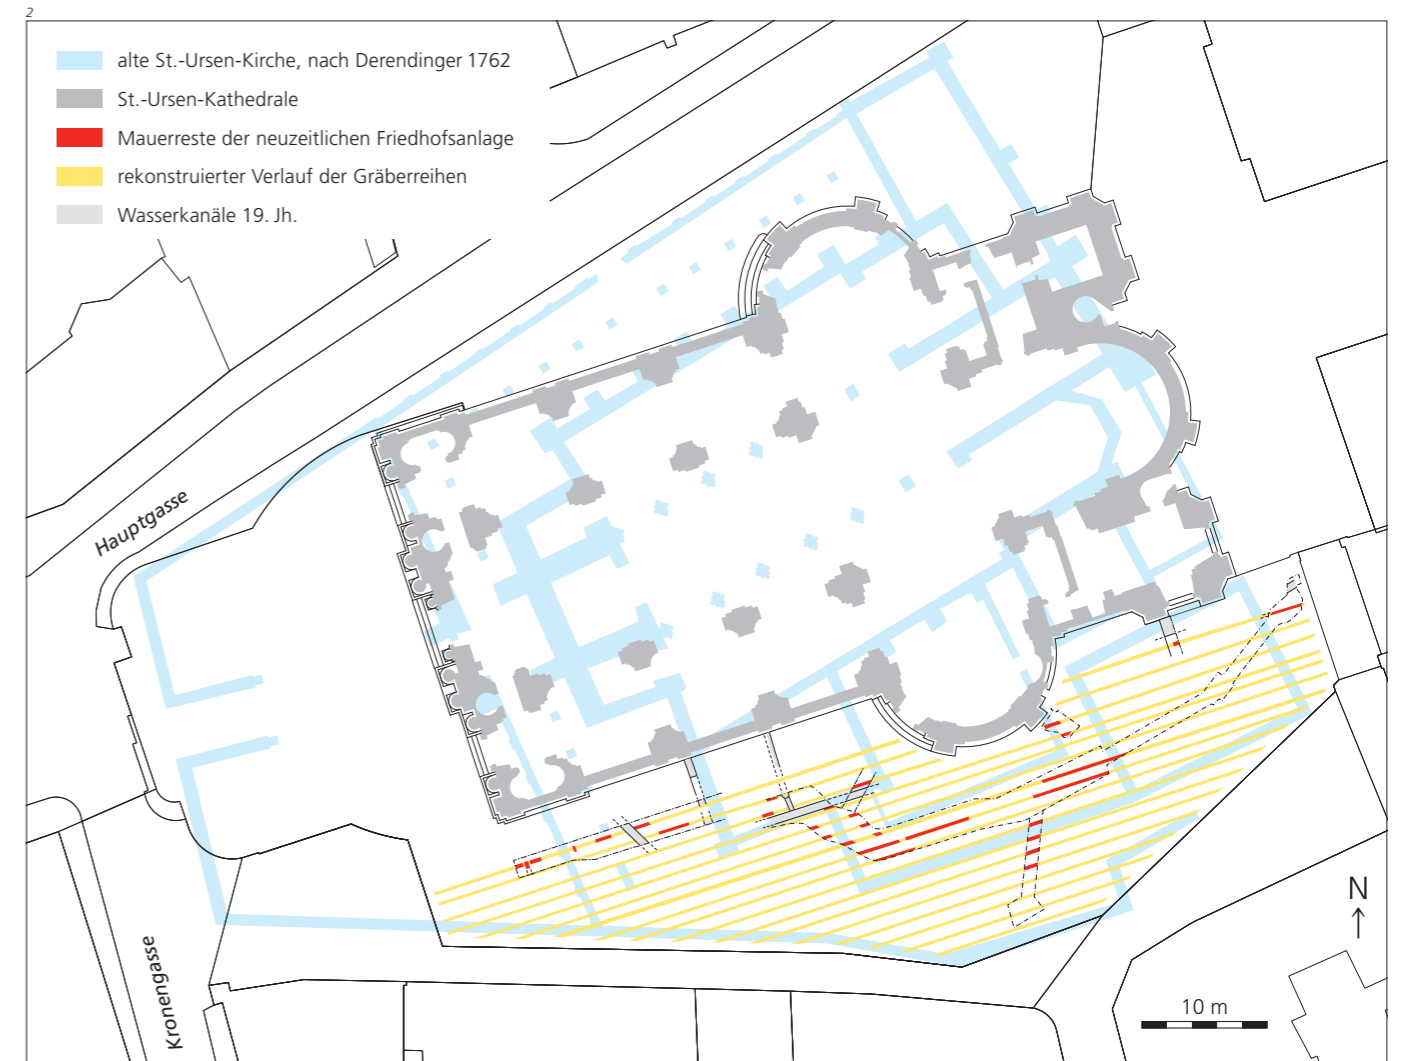 2
alte St.-Ursen-Kirche, nach Derendinger 1762
St.-Ursen-Kathedrale
Mauerreste der neuzeitlichen Friedhofsanlage
rekonstruierter Verlauf der Gräberreihen
Wasserkanäle 19. Jh.
Hauptgasse
Kronengasse
N
10 m